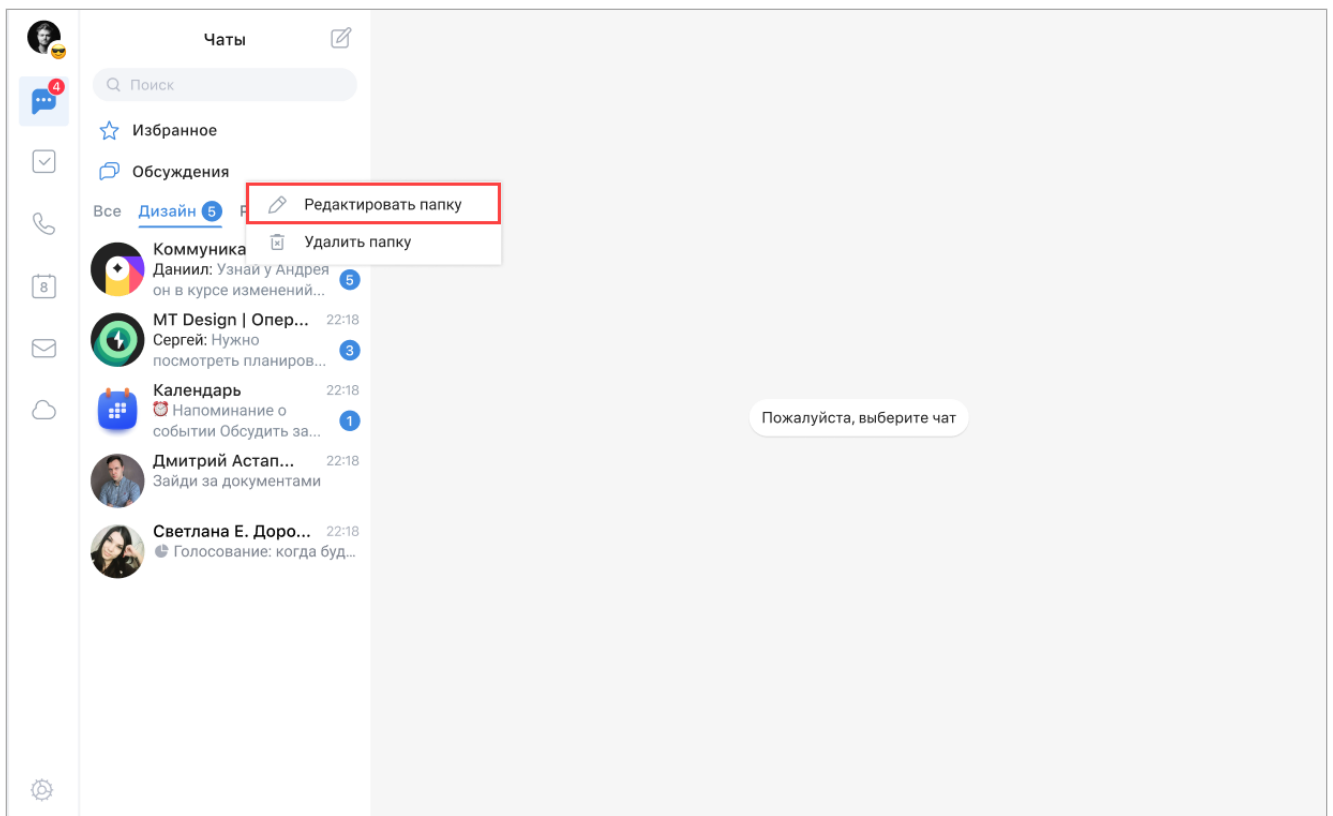 Чаты
4
Поиск
Избранное
Обсуждения
Все Дизайн 5
Редактировать папку
Удалить папку
8
Коммуника
Даниил: Узнай у Андрея
он в курсе изменений...
5
MT Design | Опер... 22:18
Сергей: Нужно
посмотреть планиров...
3
Календарь 22:18
Напоминание о
событии Обсудить за...
1
Дмитрий Астап... 22:18
Зайди за документами
Светлана Е. Доро... 22:18
Голосование: когда буд...
Пожалуйста, выберите чат